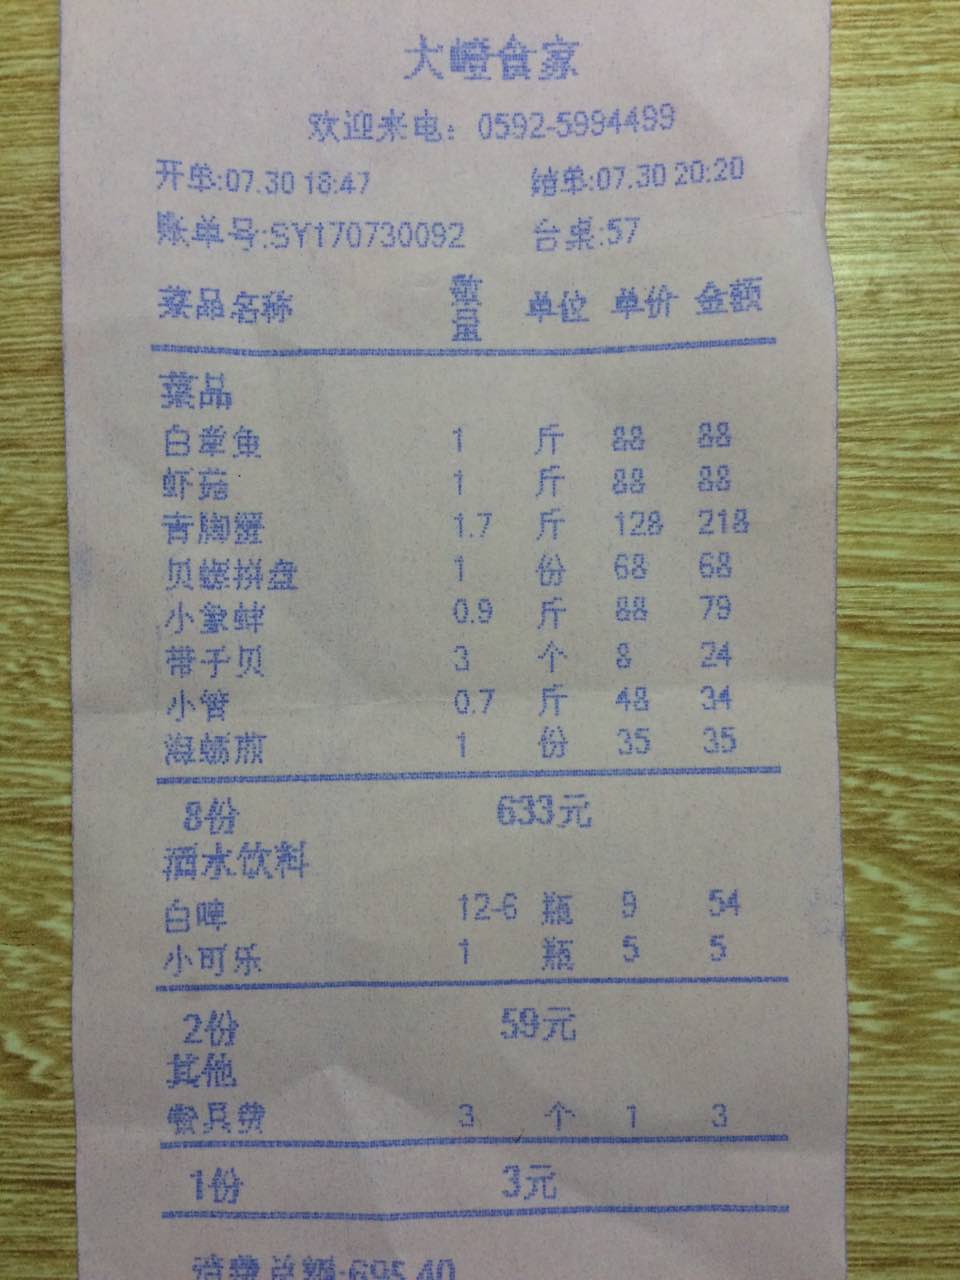 大嶝食家
欢迎来电：0592-5994499
开单:07.30 18:47 结单:07.30 20:20
账单号:SY170730092 台桌:57
菜品名称 数量 单位 单价 金额
菜品
白章鱼 1 斤 88 88
虾菇 1 斤 88 88
青脚蟹 1.7 斤 128 218
贝螺拼盘 1 份 68 68
小象蚌 0.9 斤 88 79
带子贝 3 个 8 24
小管 0.7 斤 48 34
海蛎煎 1 份 35 35
8份 633元
酒水饮料
白啤 12-6 瓶 9 54
小可乐 1 瓶 5 5
2份 59元
其他
餐具费 3 个 1 3
1份 3元
消费总额:695.40